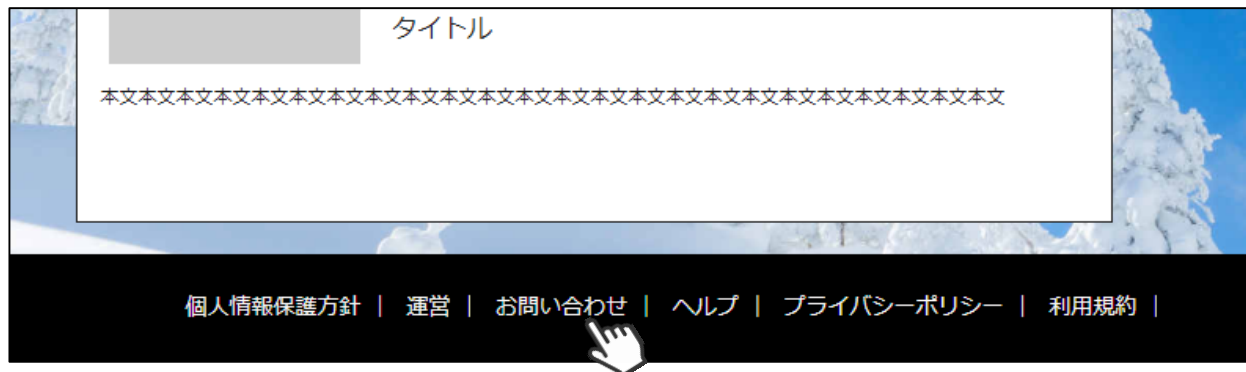 タイトル
本文本文本文本文本文本文本文本文本文本文本文本文本文本文本文本文本文本文本文本文本文本文本文本文
個人情報保護方針 | 運営 | お問い合わせ | ヘルプ | プライバシーポリシー | 利用規約 |